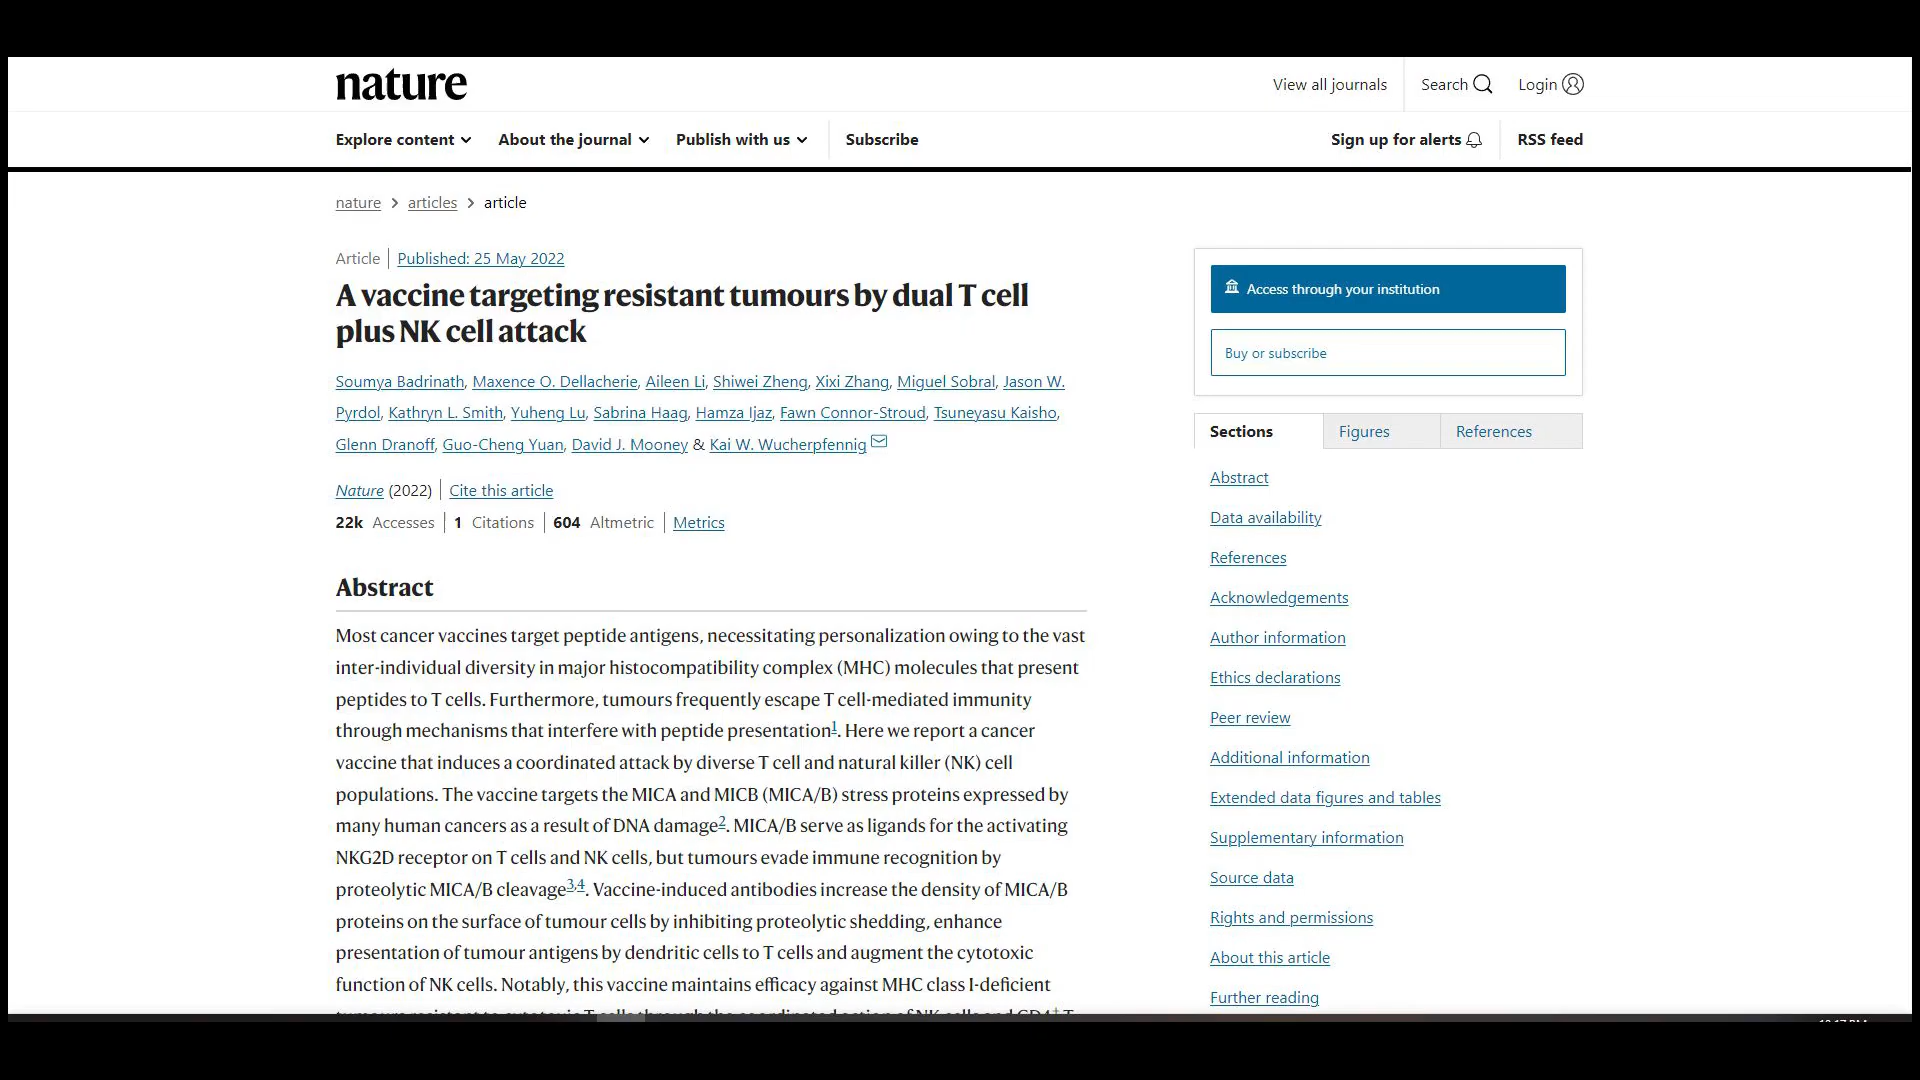 nature
View all journals
Search
Login
Explore content
About the journal
Publish with us
Subscribe
Sign up for alerts
RSS feed
nature > articles > article
Article | Published: 25 May 2022
A vaccine targeting resistant tumours by dual T cell
plus NK cell attack
Soumya Badrinath, Maxence O. Dellacherie, Aileen Li, Shiwei Zheng, Xixi Zhang, Miguel Sobral, Jason W.
Pyrdol, Kathryn L. Smith, Yuheng Lu, Sabrina Haag, Hamza Ijaz, Fawn Connor-Stroud, Tsuneyasu Kaisho,
Glenn Dranoff, Guo-Cheng Yuan, David J. Mooney & Kai W. Wucherpfennig
Nature (2022) | Cite this article
22k Accesses | 1 Citations | 604 Altmetric | Metrics
Abstract
Most cancer vaccines target peptide antigens, necessitating personalization owing to the vast
inter-individual diversity in major histocompatibility complex (MHC) molecules that present
peptides to T cells. Furthermore, tumours frequently escape T cell-mediated immunity
through mechanisms that interfere with peptide presentation1. Here we report a cancer
vaccine that induces a coordinated attack by diverse T cell and natural killer (NK) cell
populations. The vaccine targets the MICA and MICB (MICA/B) stress proteins expressed by
many human cancers as a result of DNA damage2. MICA/B serve as ligands for the activating
NKG2D receptor on T cells and NK cells, but tumours evade immune recognition by
proteolytic MICA/B cleavage3,4. Vaccine-induced antibodies increase the density of MICA/B
proteins on the surface of tumour cells by inhibiting proteolytic shedding, enhance
presentation of tumour antigens by dendritic cells to T cells and augment the cytotoxic
function of NK cells. Notably, this vaccine maintains efficacy against MHC class I-deficient
Access through your institution
Buy or subscribe
Sections
Figures
References
Abstract
Data availability
References
Acknowledgements
Author information
Ethics declarations
Peer review
Additional information
Extended data figures and tables
Supplementary information
Source data
Rights and permissions
About this article
Further reading